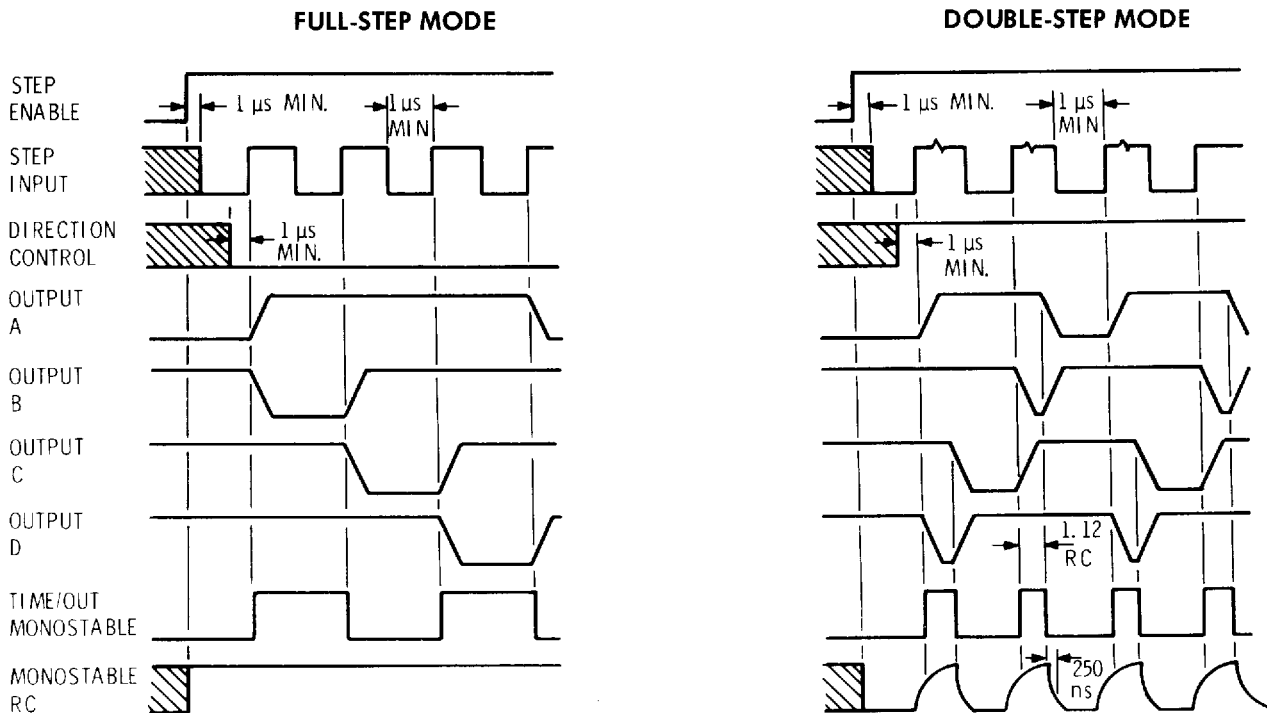 FULL-STEP MODE
DOUBLE-STEP MODE
STEP
ENABLE
1 µs MIN.
1 µs
MIN
STEP
INPUT
DIRECTION
CONTROL
1 µs
MIN.
OUTPUT
A
OUTPUT
B
OUTPUT
C
OUTPUT
D
TIME/OUT
MONOSTABLE
MONOSTABLE
RC
1 µs MIN.
1 µs
MIN
1 µs
MIN.
1.12
RC
250
ns